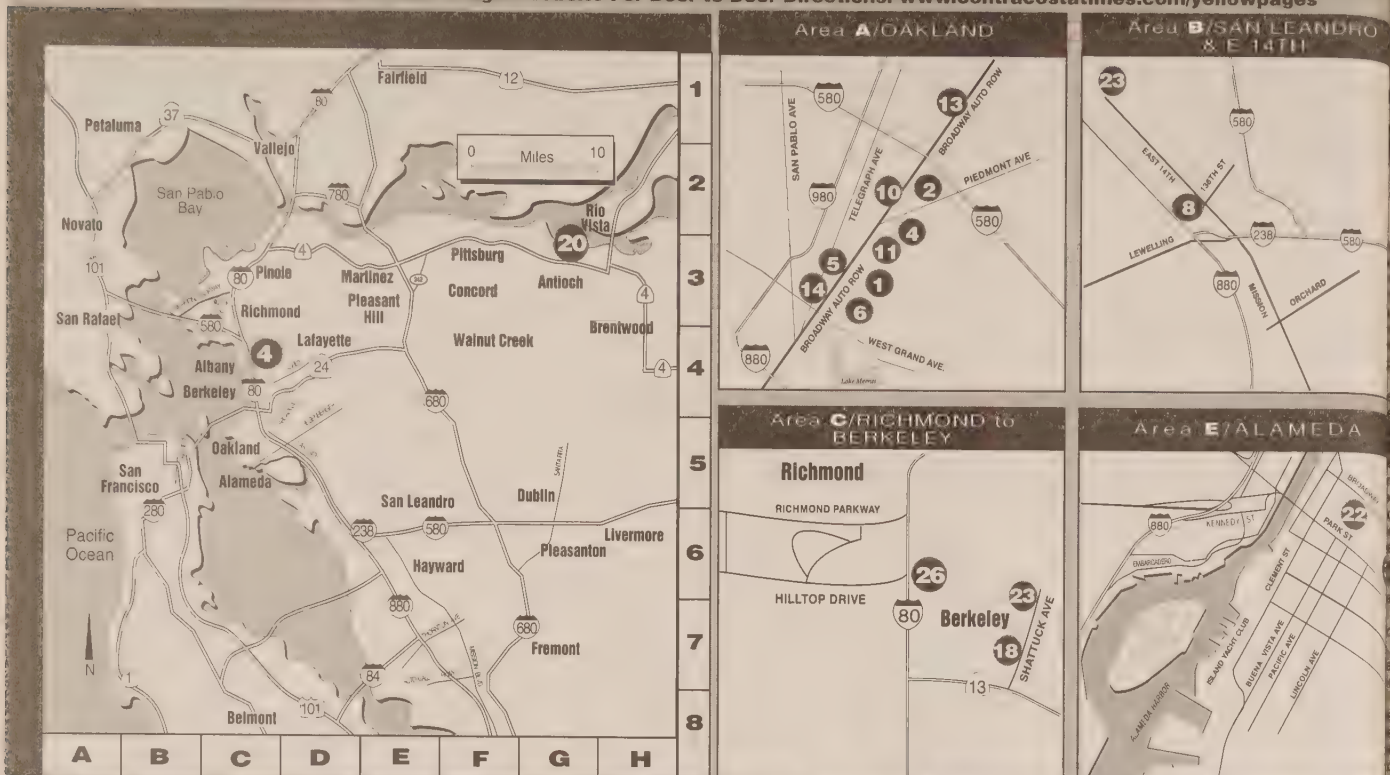 Per Door to Door Directions: www.contracostatimes.com/yellowpages
Fairfield
12
1
80
37
Petaluma
Vallejo
0 Miles 10
San Pablo
Bay
780
2
Rio
Vista
Novato
20
4
Pittsburg
101
80
Pinole
Martinez
Antioch
3
Concord
Pleasant
Hill
4
Richmond
San Rafael
580
Brentwood
Lafayette
Walnut Creek
4
Albany
24
4
4
Berkeley
80
680
Oakland
San
Francisco
Alameda
5
Dublin
San Leandro
280
238
580
Livermore
Pacific
Ocean
Pleasanton
6
Hayward
880
680
7
N
Fremont
84
1
101
Belmont
8
A B C D E F G H
Area A/OAKLAND
580
13
BROADWAY AUTO ROW
SAN PABLO AVE
TELEGRAPH AVE
980
10
2
PIEDMONT AVE
580
4
11
5
1
14
6
BROADWAY AUTO ROW
WEST GRAND AVE.
880
Lake Merritt
Area B/SAN LEANDRO
& E 14TH
23
580
EAST 14TH
136TH ST
8
238
580
LEWELLING
880
MISSION
ORCHARD
Area C/RICHMOND to
BERKELEY
Richmond
RICHMOND PARKWAY
26
HILLTOP DRIVE
80
23
Berkeley
SHATTUCK AVE
18
13
Area E/ALAMEDA
BROADWAY
22
880
KENNEDY ST
PARK ST
EMBARCADERO
CLEMENT ST
ISLAND YACHT CLUB
BUENA VISTA AVE
PACIFIC AVE
LINCOLN AVE
ALAMEDA HARBOR